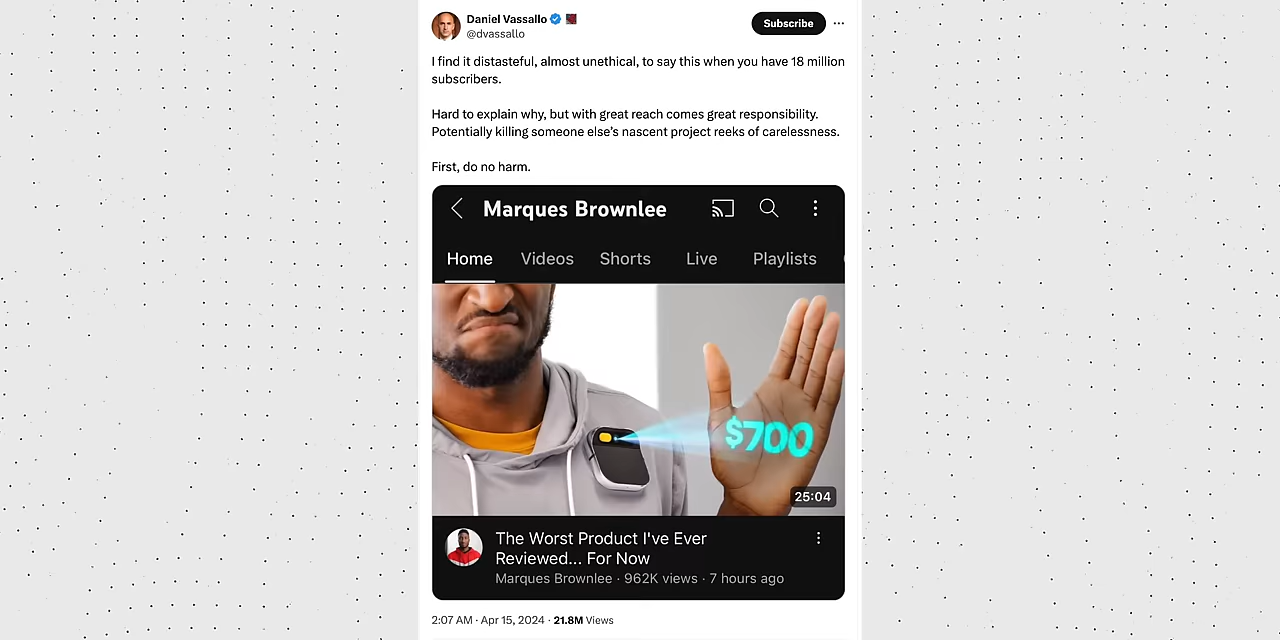 Daniel Vassallo
@dvassallo
Subscribe
I find it distasteful, almost unethical, to say this when you have 18 million
subscribers.
Hard to explain why, but with great reach comes great responsibility.
Potentially killing someone else’s nascent project reeks of carelessness.
First, do no harm.
Marques Brownlee
Home Videos Shorts Live Playlists
$700
25:04
The Worst Product I've Ever
Reviewed... For Now
Marques Brownlee · 962K views · 7 hours ago
2:07 AM · Apr 15, 2024 · 21.8M Views